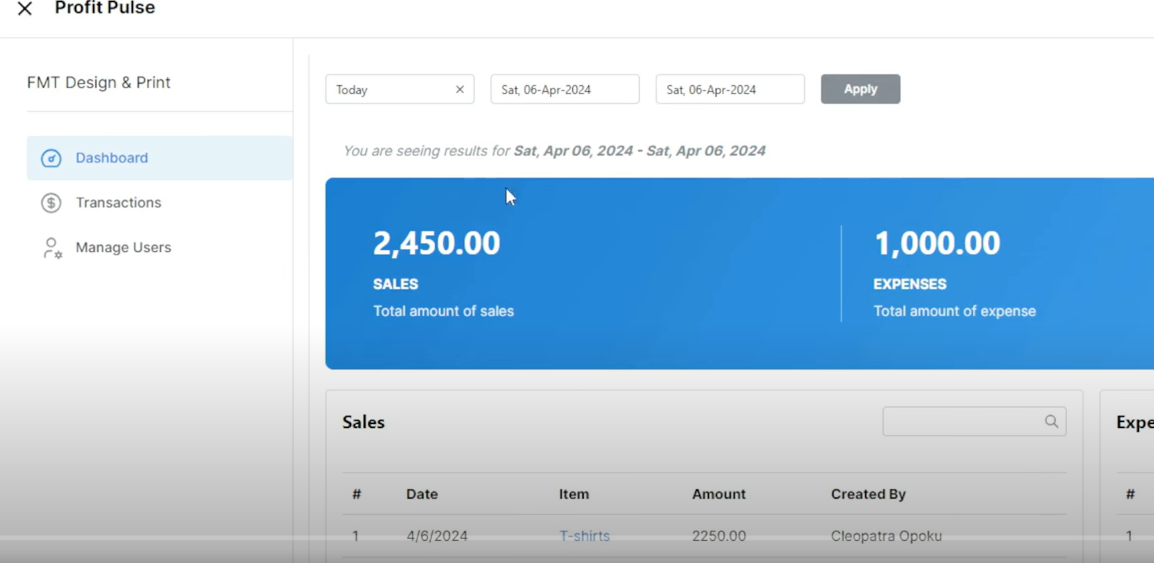 Profit Pulse
FMT Design & Print
Dashboard
Transactions
Manage Users
Today
Sat, 06-Apr-2024
Sat, 06-Apr-2024
Apply
You are seeing results for Sat, Apr 06, 2024 - Sat, Apr 06, 2024
2,450.00
SALES
Total amount of sales
1,000.00
EXPENSES
Total amount of expense
Sales
# Date Item Amount Created By
1 4/6/2024 T-shirts 2250.00 Cleopatra Opoku
Expe
#
1